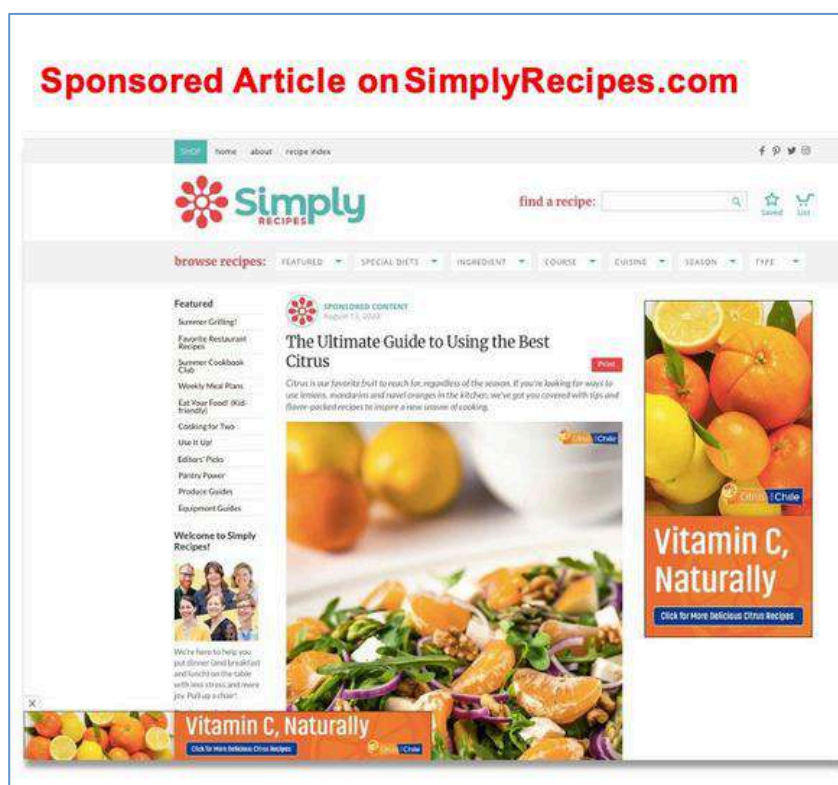 Sponsored Article on SimplyRecipes.com
SHOP home about recipe index
Simply
RECIPES
find a recipe:
Saved
List
browse recipes: FEATURED SPECIAL DIETS INGREDIENT COURSE CUISINE SEASON TYPE
Featured
Summer Grilling!
Favorite Restaurant
Recipes
Summer Cookbook
Club
Weekly Meal Plans
Eat Your Food! (Kid-
friendly)
Cooking for Two
Use It Up!
Editors' Picks
Pantry Power
Produce Guides
Equipment Guides
Welcome to Simply
Recipes!
We're here to help you
put dinner (and breakfast
and lunch) on the table
with less stress and more
joy. Pull up a chair!
SPONSORED CONTENT
August 13,
The Ultimate Guide to Using the Best
Citrus
Print
Citrus is our favorite fruit to reach for, regardless of the season. If you're looking for ways to
use lemons, mandarins and navel oranges in the kitchen, we've got you covered with tips and
flavor-packed recipes to inspire a new season of cooking.
Citrus Chile
Citrus Chile
Vitamin C,
Naturally
Click for More Delicious Citrus Recipes
Vitamin C, Naturally
Click for More Delicious Citrus Recipes
Citrus Chile